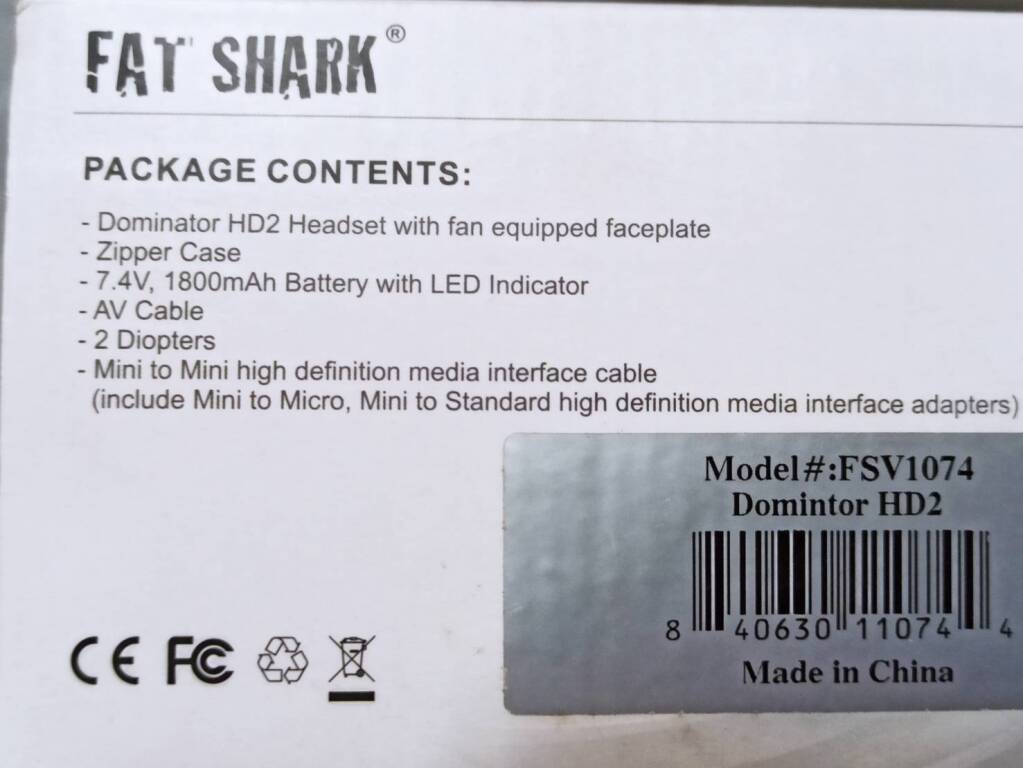 FAT SHARK®
PACKAGE CONTENTS:
- Dominator HD2 Headset with fan equipped faceplate
- Zipper Case
- 7.4V, 1800mAh Battery with LED Indicator
- AV Cable
- 2 Diopters
- Mini to Mini high definition media interface cable
(include Mini to Micro, Mini to Standard high definition media interface adapters)
Model#:FSV1074
Domintor HD2
8 40630 11074 4
Made in China
CE FC